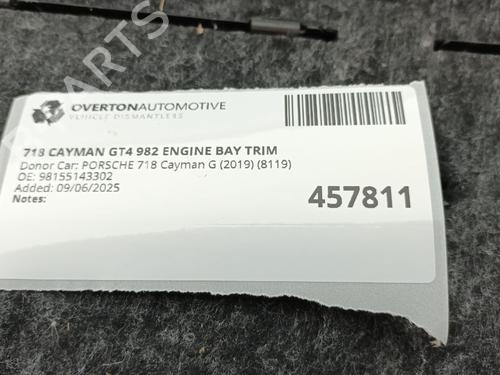 OVERTONAUTOMOTIVE
VEHICLE DISMANTLERS
718 CAYMAN GT4 982 ENGINE BAY TRIM
Donor Car: PORSCHE 718 Cayman G (2019) (8119)
OE: 98155143302
Added: 09/06/2025
Notes:
457811